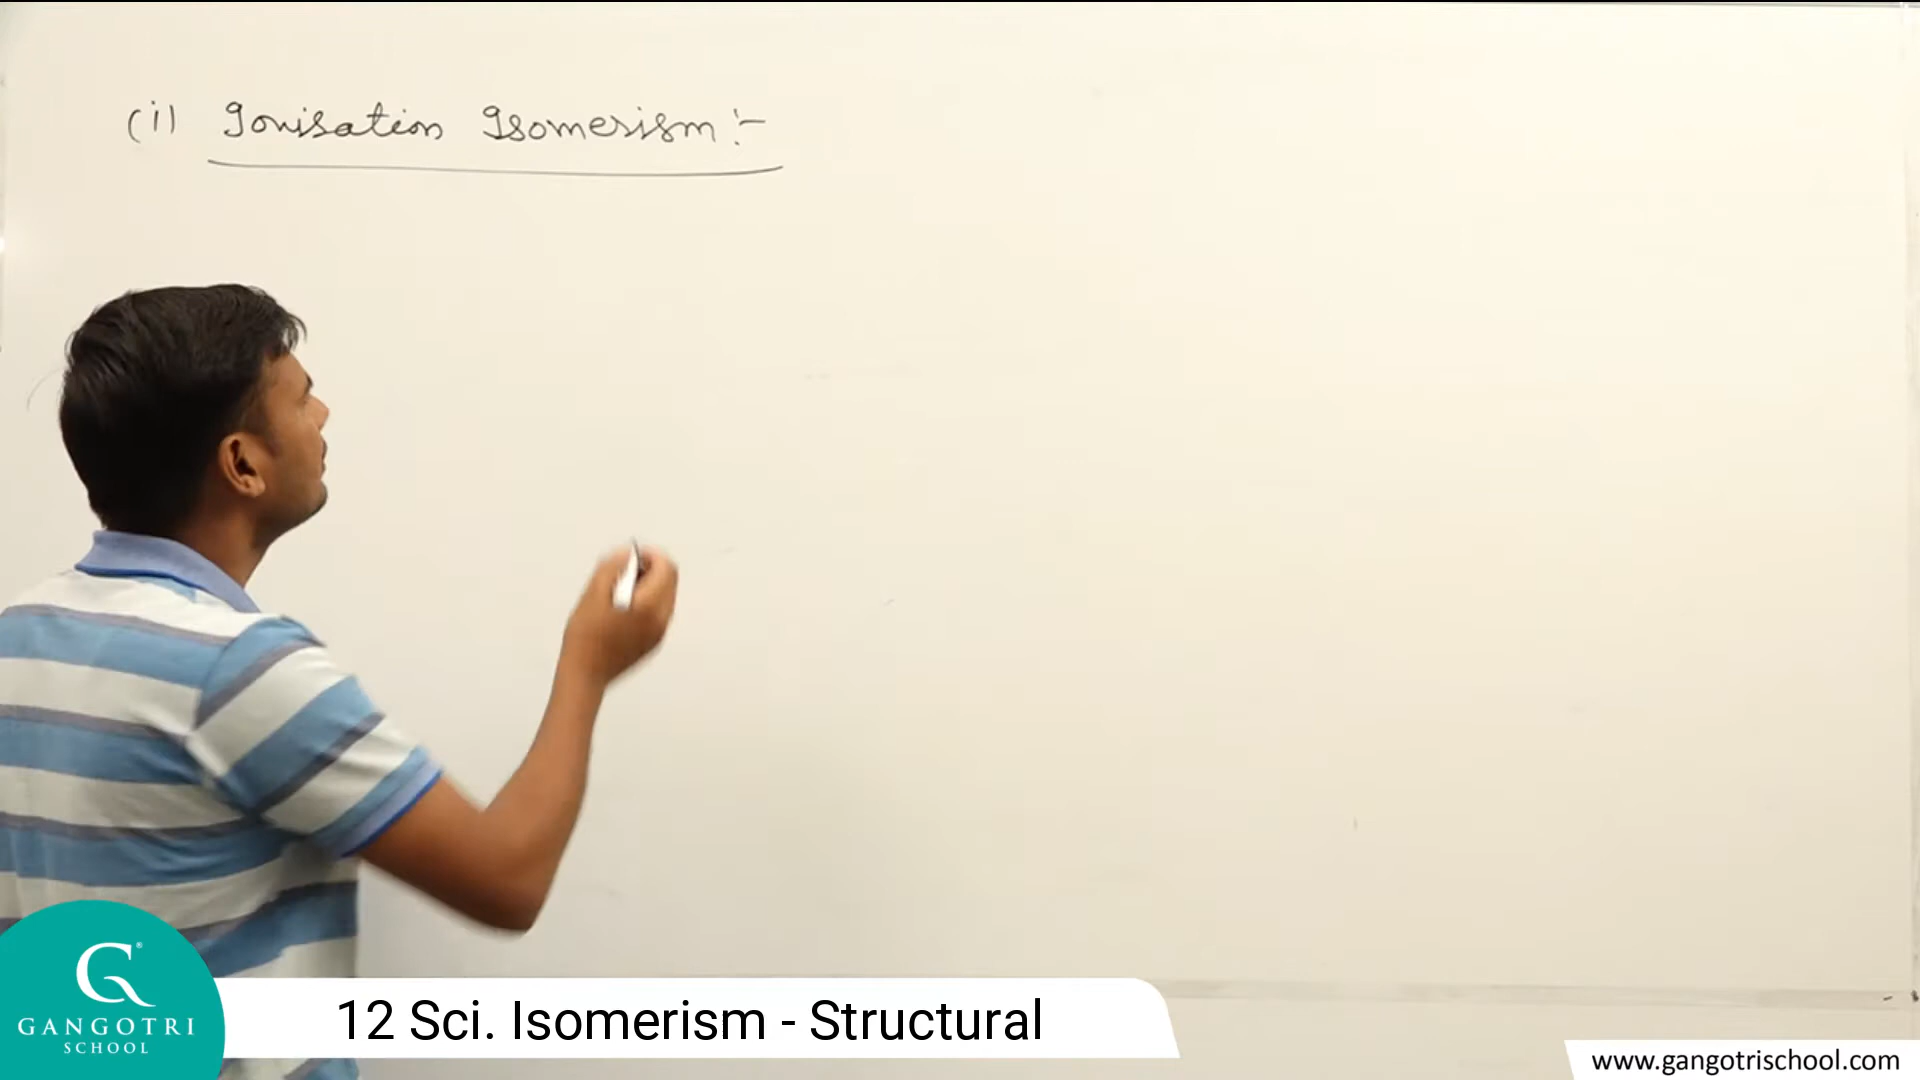 (i) Ionisation Isomerism :-
G®
GANGOTRI
SCHOOL
12 Sci. Isomerism - Structural
www.gangotrischool.com